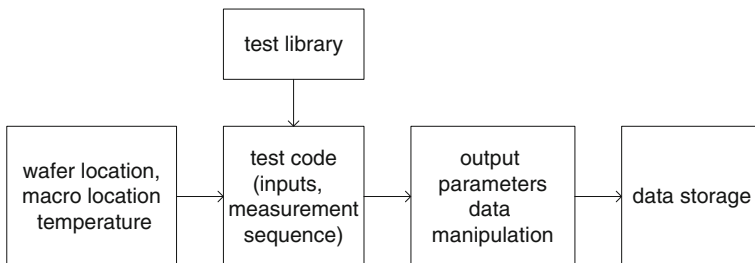 test library
wafer location,
macro location
temperature
test code
(inputs,
measurement
sequence)
output
parameters
data
manipulation
data storage